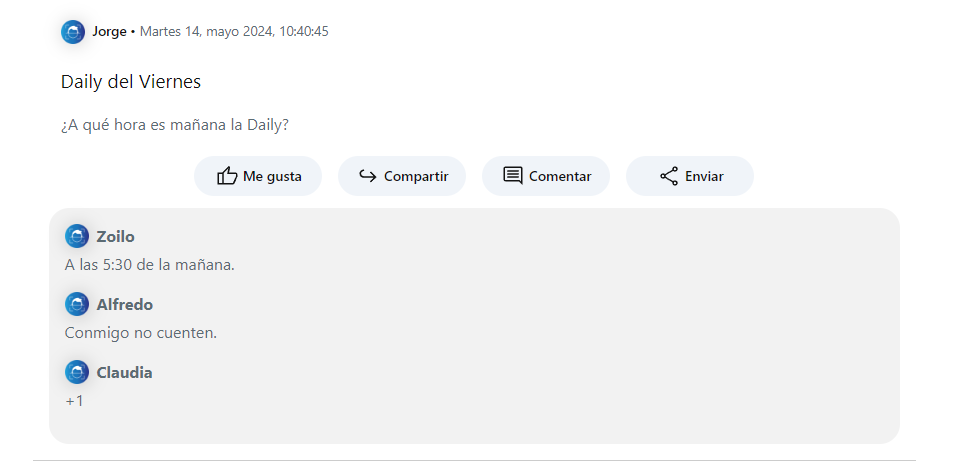 Jorge • Martes 14, mayo 2024, 10:40:45
Daily del Viernes
¿A qué hora es mañana la Daily?
Me gusta
Compartir
Comentar
Enviar
Zoilo
A las 5:30 de la mañana.
Alfredo
Conmigo no cuenten.
Claudia
+1